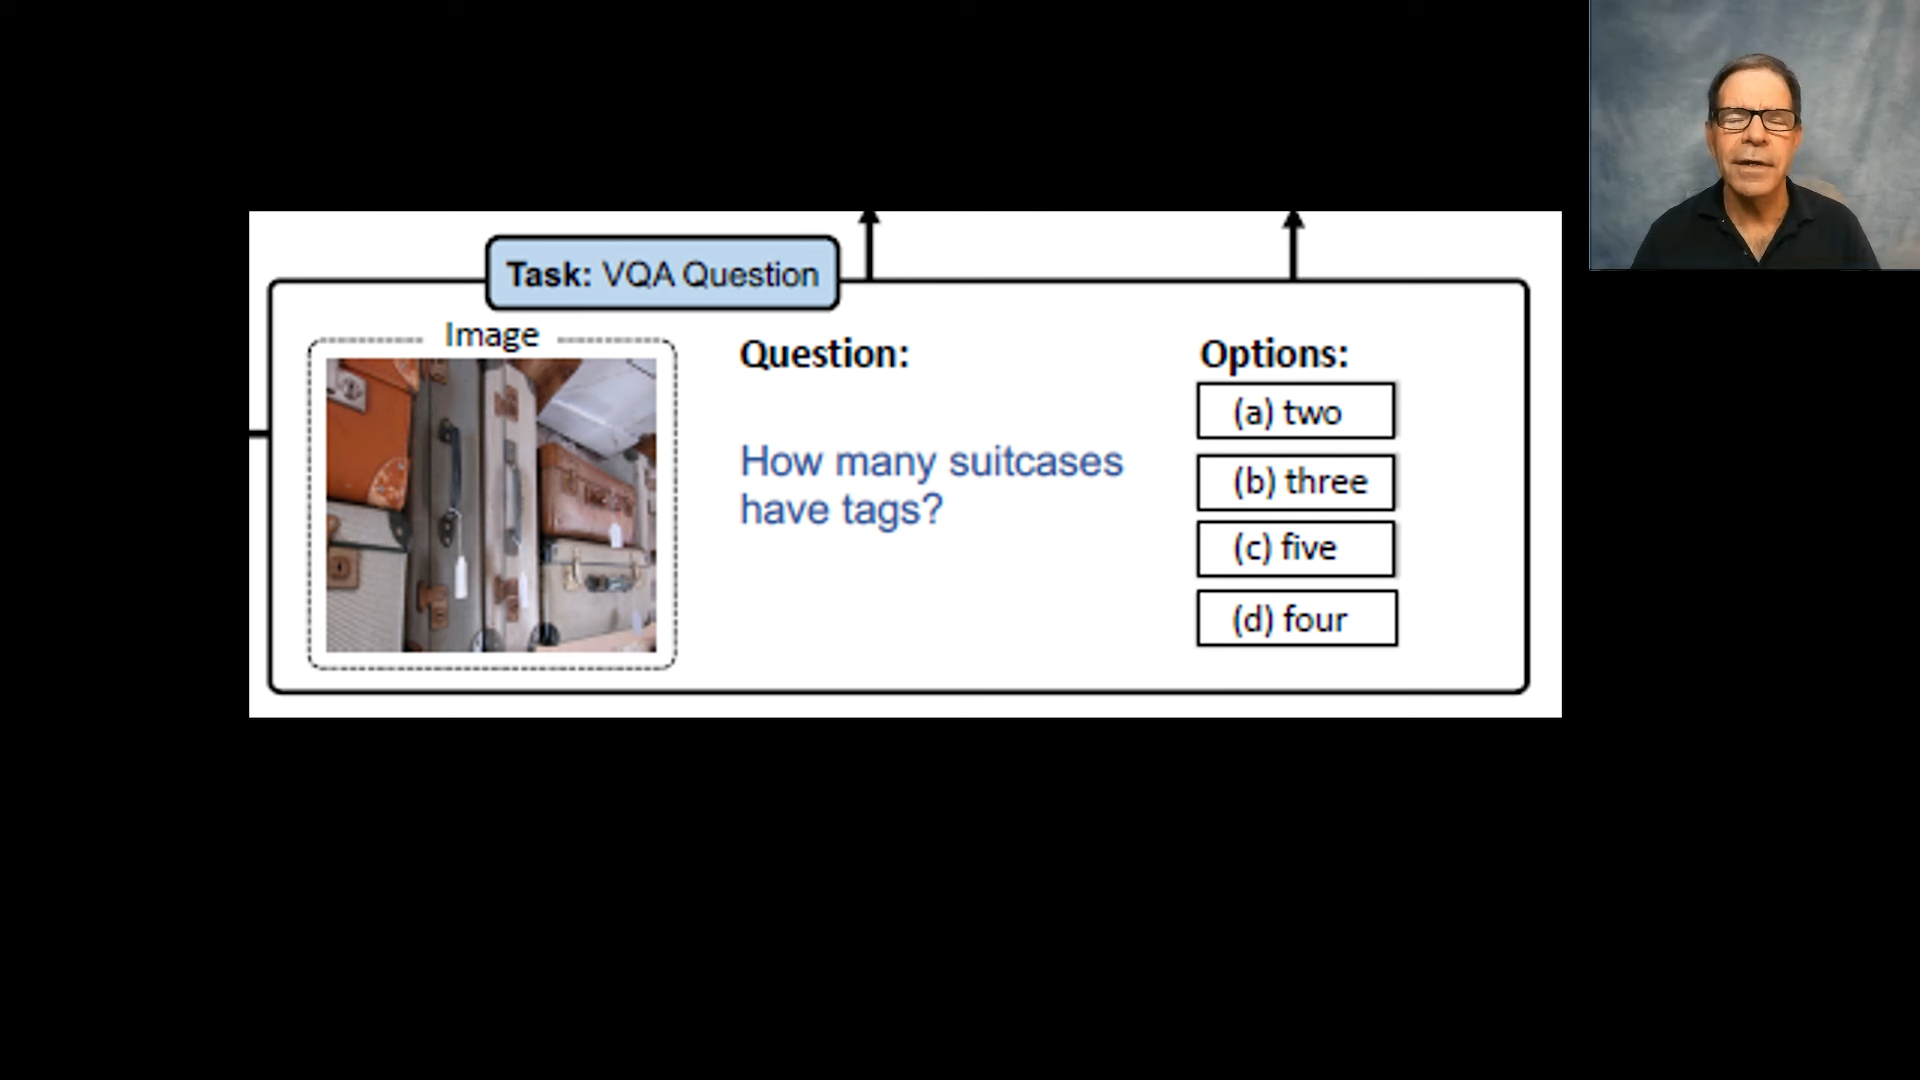 Task: VQA Question
Image
Question:
How many suitcases
have tags?
Options:
(a) two
(b) three
(c) five
(d) four